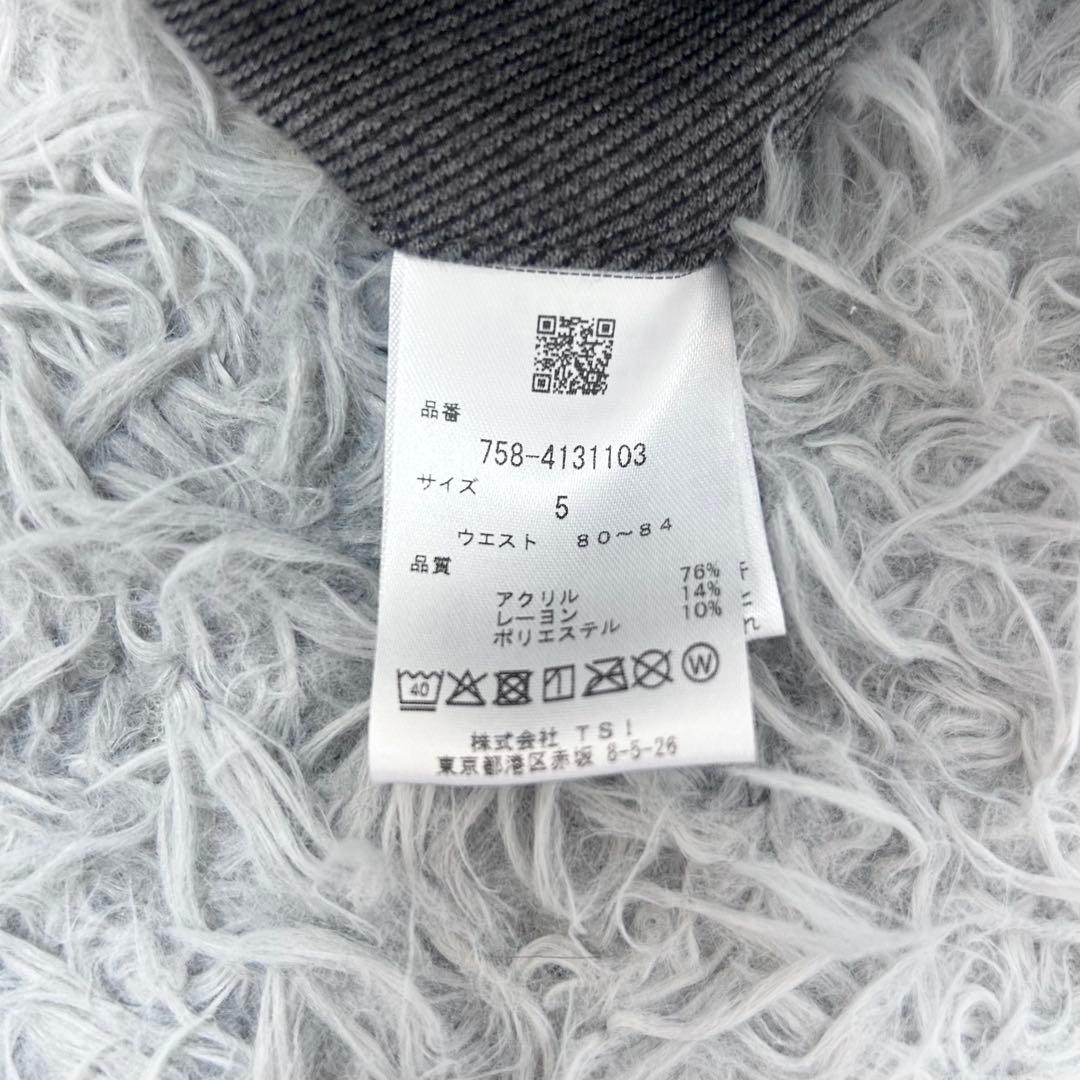 品番
758-4131103
サイズ
5
ウエスト 80～84
品質
アクリル 76%
レーヨン 14%
ポリエステル 10%
40
W
株式会社 TSI
東京都港区赤坂 8-5-26